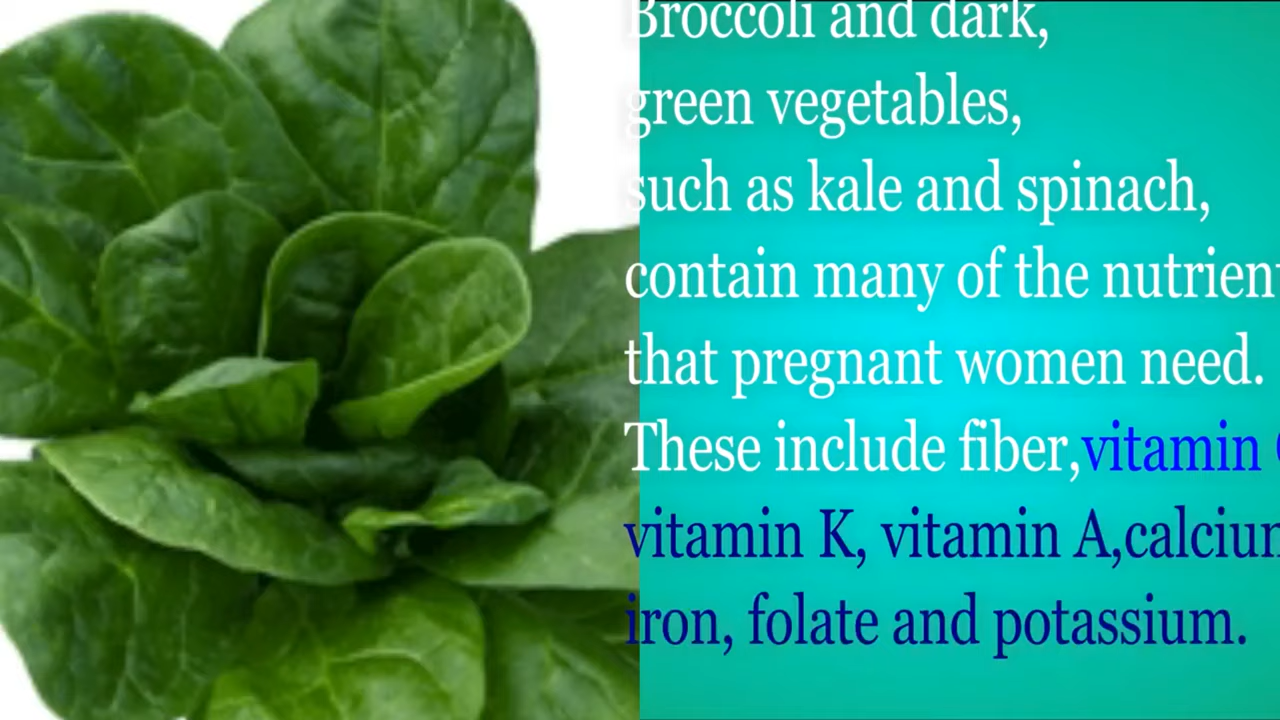 Broccoli and dark,
green vegetables,
such as kale and spinach,
contain many of the nutrien
that pregnant women need.
These include fiber,vitamin
vitamin K, vitamin A,calciun
iron, folate and potassium.